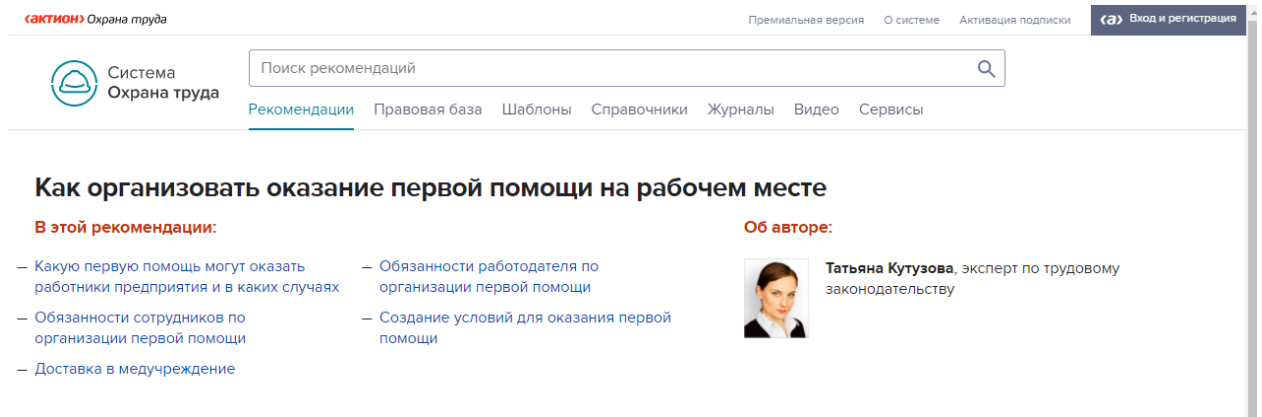 ‹актион› Охрана труда
Премиальная версия О системе Активация подписки ‹а› Вход и регистрация
Система
Охрана труда
Поиск рекомендаций
Рекомендации Правовая база Шаблоны Справочники Журналы Видео Сервисы
Как организовать оказание первой помощи на рабочем месте
В этой рекомендации:
— Какую первую помощь могут оказать
работники предприятия и в каких случаях
— Обязанности сотрудников по
организации первой помощи
— Доставка в медучреждение
— Обязанности работодателя по
организации первой помощи
— Создание условий для оказания первой
помощи
Об авторе:
Татьяна Кутузова, эксперт по трудовому
законодательству